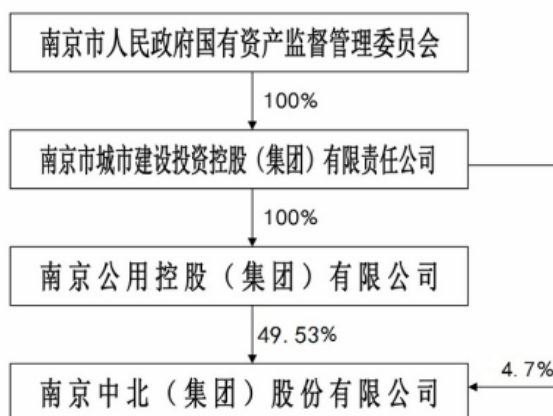 南京市人民政府国有资产监督管理委员会
100%
南京市城市建设投资控股（集团）有限责任公司
100%
南京公用控股（集团）有限公司
49.53%
4.7%
南京中北（集团）股份有限公司